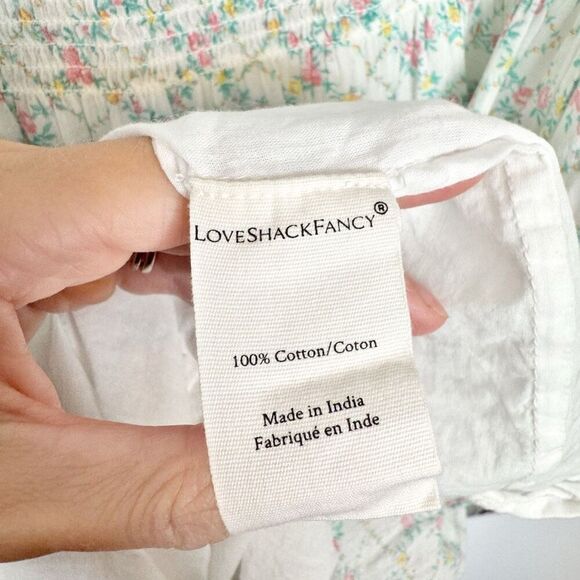 LOVESHACKFANCY®
100% Cotton/Coton
Made in India
Fabriqué en Inde